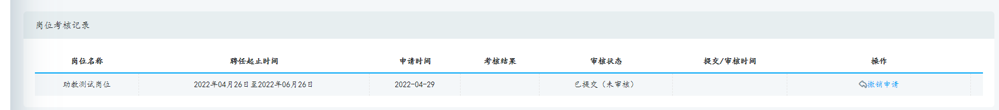 岗位考核记录
岗位名称 聘任起止时间 申请时间 考核结果 审核状态 提交/审核时间 操作
助教测试岗位 2022年04月26日至2022年06月26日 2022-04-29 已提交（未审核） 撤销申请